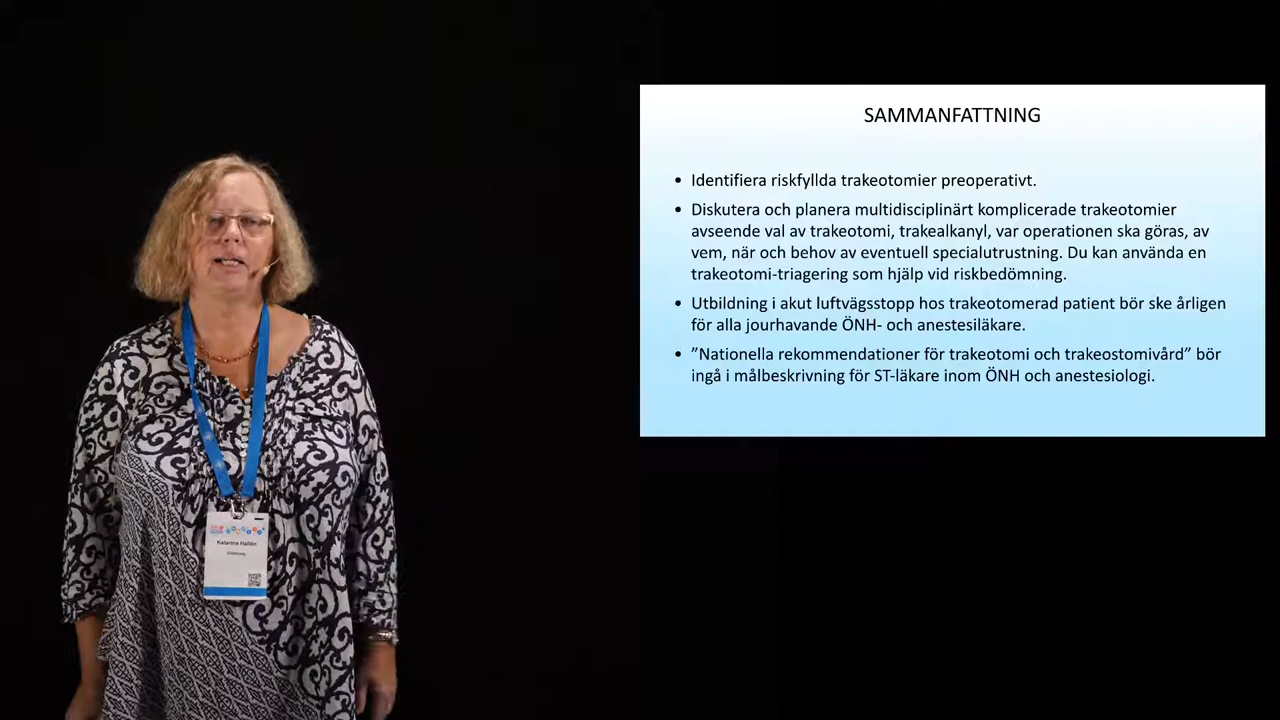 SAMMANFATTNING
• Identifiera riskfyllda trakeotomier preoperativt.
• Diskutera och planera multidisciplinärt komplicerade trakeotomier
avseende val av trakeotomi, trakealkanyl, var operationen ska göras, av
vem, när och behov av eventuell specialutrustning. Du kan använda en
trakeotomi-triagering som hjälp vid riskbedömning.
• Utbildning i akut luftvägsstopp hos trakeotomerad patient bör ske årligen
för alla jourhavande ÖNH- och anestesiläkare.
• ”Nationella rekommendationer för trakeotomi och trakeostomivård” bör
ingå i målbeskrivning för ST-läkare inom ÖNH och anestesiologi.
Katarina Hallén
Göteborg